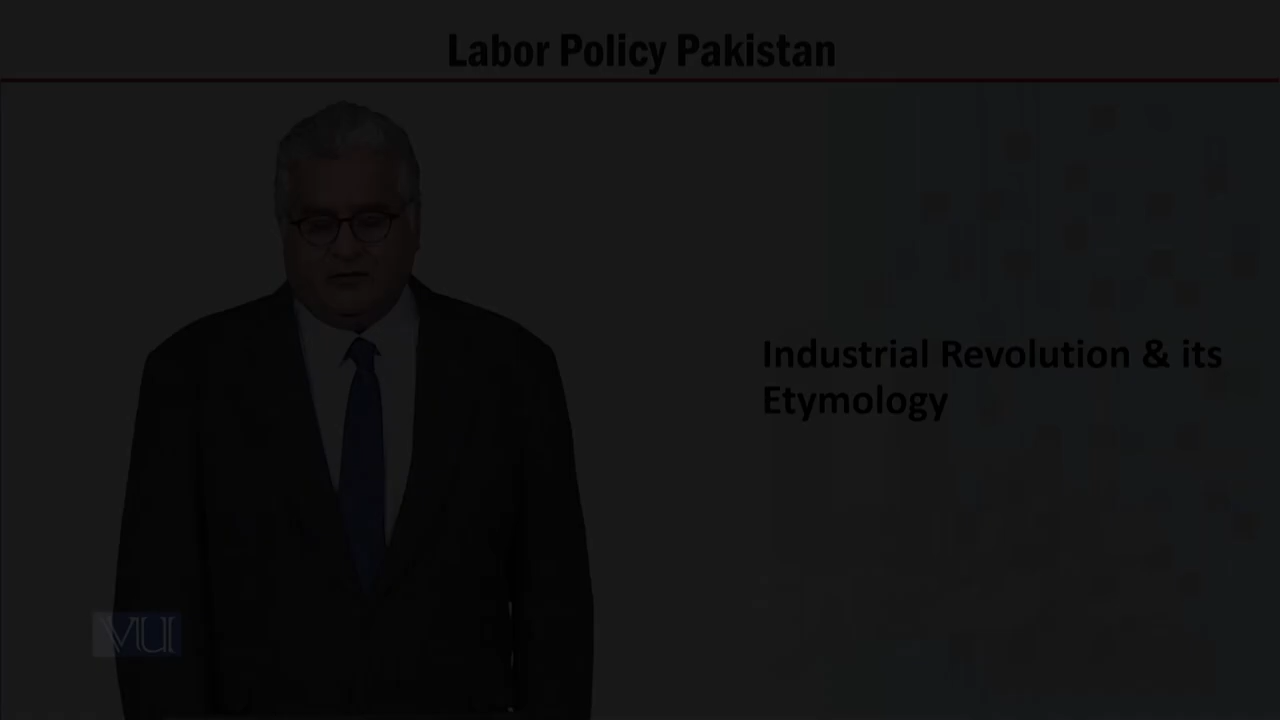 Labor Policy Pakistan
Industrial Revolution & its
Etymology
VU